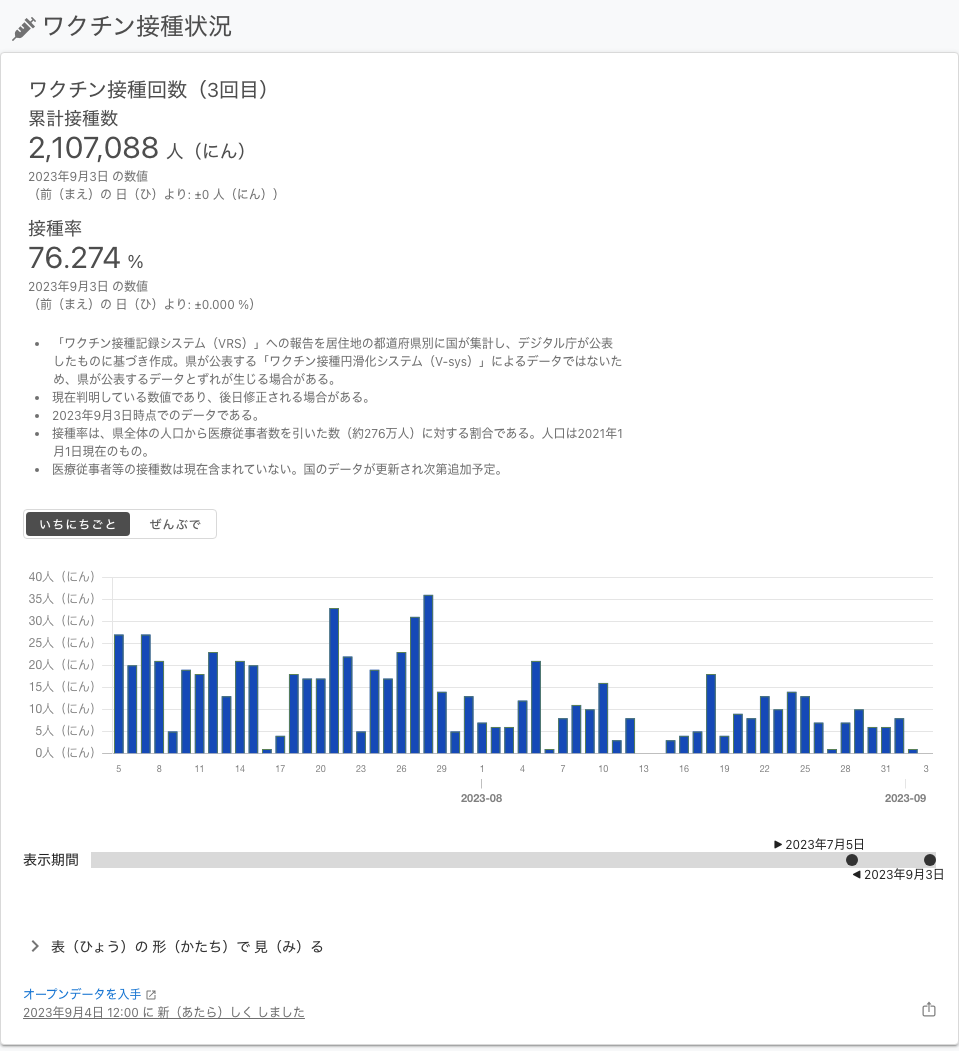 ワクチン接種状況
ワクチン接種回数（3回目）
累計接種数
2,107,088 人（にん）
2023年9月3日 の数値
（前（まえ）の 日（ひ）より: ±0 人（にん））
接種率
76.274 %
2023年9月3日 の数値
（前（まえ）の 日（ひ）より: ±0.000 %）
「ワクチン接種記録システム（VRS）」への報告を居住地の都道府県別に国が集計し、デジタル庁が公表
したものに基づき作成。県が公表する「ワクチン接種円滑化システム（V-sys）」によるデータではないた
め、県が公表するデータとずれが生じる場合がある。
現在判明している数値であり、後日修正される場合がある。
2023年9月3日時点でのデータである。
接種率は、県全体の人口から医療従事者数を引いた数（約276万人）に対する割合である。人口は2021年1
月1日現在のもの。
医療従事者等の接種数は現在含まれていない。国のデータが更新され次第追加予定。
いちにちごと ぜんぶで
40人（にん）
35人（にん）
30人（にん）
25人（にん）
20人（にん）
15人（にん）
10人（にん）
5人（にん）
0人（にん）
5 8 11 14 17 20 23 26 29 1 4 7 10 13 16 19 22 25 28 31 3
2023-08 2023-09
2023年7月5日
表示期間
2023年9月3日
表（ひょう）の 形（かたち）で 見（み）る
オープンデータを入手
2023年9月4日 12:00 に 新（あたら）しく しました